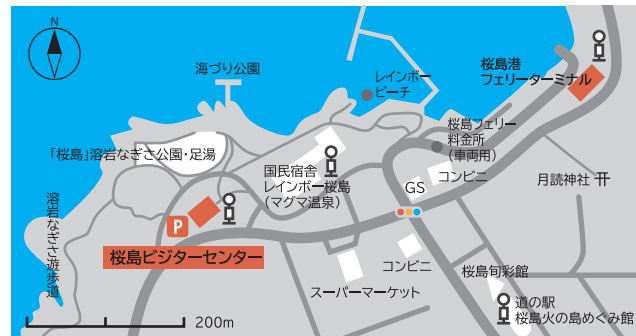 N
海づり公園
レインボー
ビーチ
桜島港
フェリーターミナル
桜島フェリー
料金所
(車両用)
「桜島」溶岩なぎさ公園・足湯
国民宿舎
レインボー桜島
(マグマ温泉)
GS
コンビニ
月読神社
溶岩なぎさ遊歩道
P
桜島ビジターセンター
コンビニ
スーパーマーケット
桜島旬彩館
道の駅
桜島火の島めぐみ館
200m